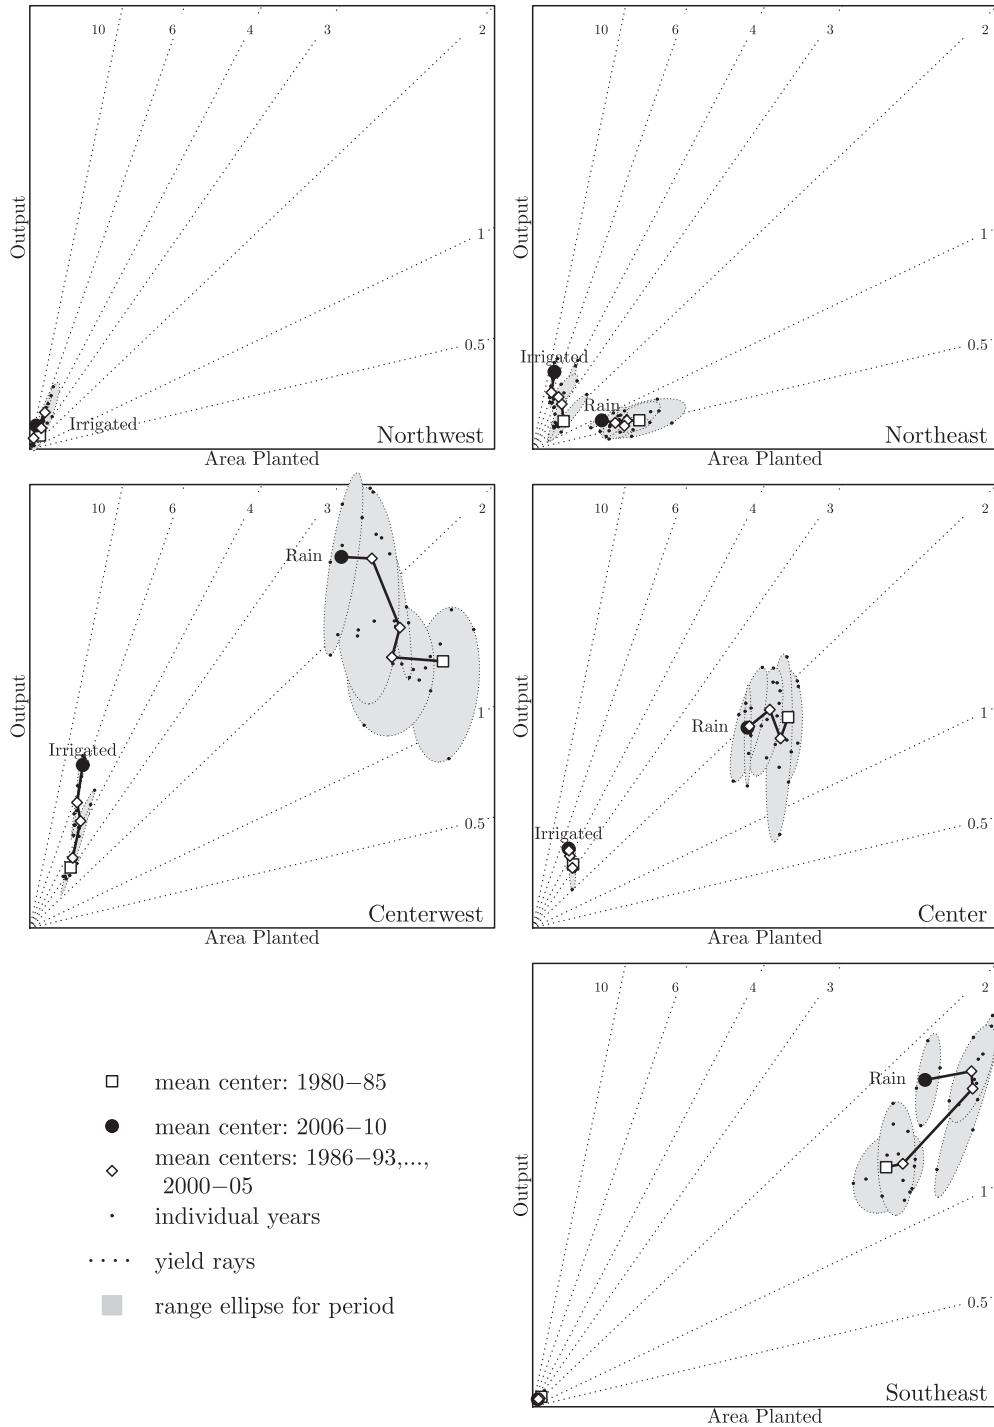 10 6 4 3 2
1
0.5
Output
Irrigated
Northwest
Area Planted
10 6 4 3 2
1
0.5
Output
Irrigated
Rain
Northeast
Area Planted
10 6 4 3 2
Rain
1
0.5
Output
Irrigated
Centerwest
Area Planted
10 6 4 3 2
1
0.5
Output
Rain
Irrigated
Center
Area Planted
mean center: 1980−85
mean center: 2006−10
mean centers: 1986−93,...,
2000−05
individual years
yield rays
range ellipse for period
10 6 4 3 2
Rain
1
0.5
Output
Southeast
Area Planted